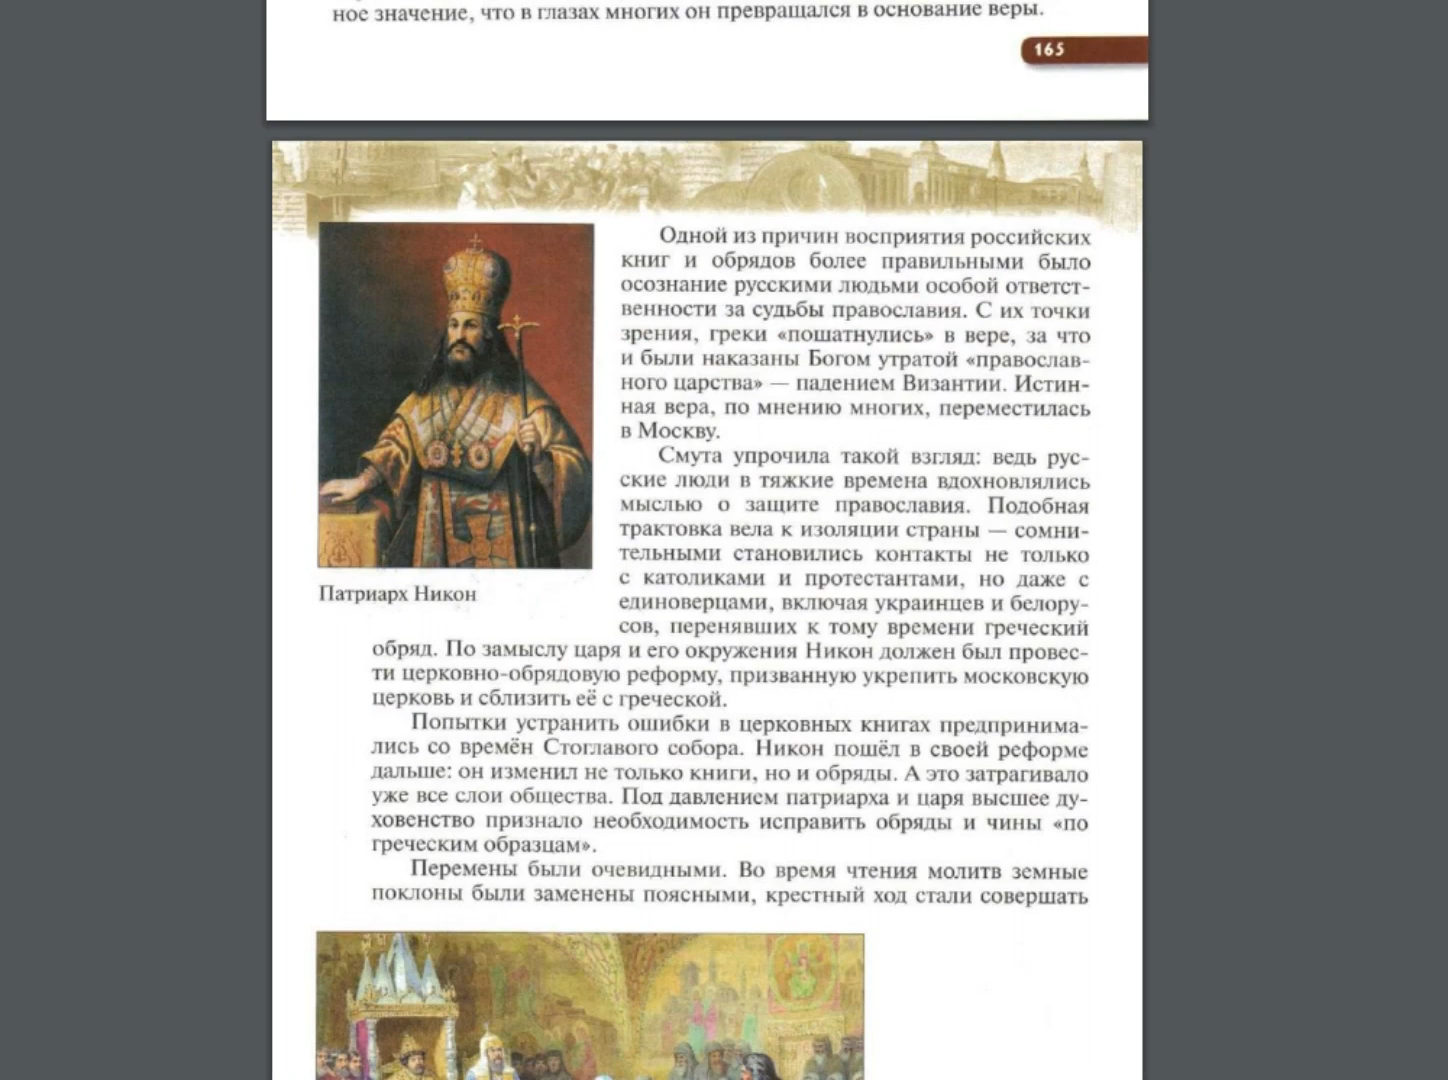 ное значение, что в глазах многих он превращался в основание веры.
165
Одной из причин восприятия российских
книг и обрядов более правильными было
осознание русскими людьми особой ответст-
венности за судьбы православия. С их точки
зрения, греки «пошатнулись» в вере, за что
и были наказаны Богом утратой «православ-
ного царства» — падением Византии. Истин-
ная вера, по мнению многих, переместилась
в Москву.
Смута упрочила такой взгляд: ведь рус-
ские люди в тяжкие времена вдохновлялись
мыслью о защите православия. Подобная
трактовка вела к изоляции страны — сомни-
тельными становились контакты не только
с католиками и протестантами, но даже с
единоверцами, включая украинцев и белору-
сов, перенявших к тому времени греческий
Патриарх Никон
обряд. По замыслу царя и его окружения Никон должен был провес-
ти церковно-обрядовую реформу, призванную укрепить московскую
церковь и сблизить её с греческой.
Попытки устранить ошибки в церковных книгах предпринима-
лись со времён Стоглавого собора. Никон пошёл в своей реформе
дальше: он изменил не только книги, но и обряды. А это затрагивало
уже все слои общества. Под давлением патриарха и царя высшее ду-
ховенство признало необходимость исправить обряды и чины «по
греческим образцам».
Перемены были очевидными. Во время чтения молитв земные
поклоны были заменены поясными, крестный ход стали совершать